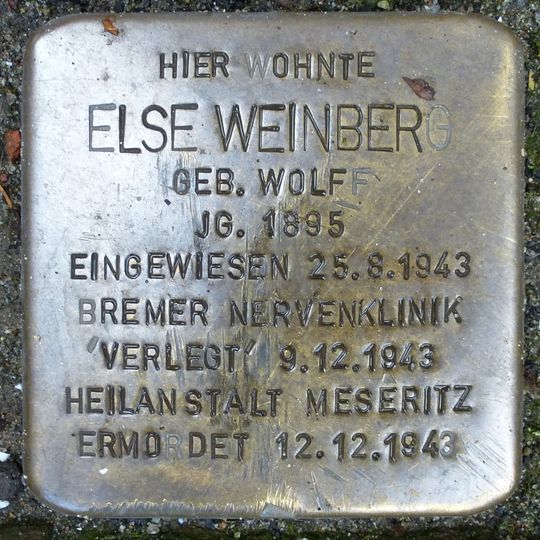 HIER WOHNTE
ELSE WEINBERG
GEB. WOLFF
JG. 1895
EINGEWIESEN 25.8.1943
BREMER NERVENKLINIK
'VERLEGT' 9.12.1943
HEILANSTALT MESERITZ
ERMORDET 12.12.1943